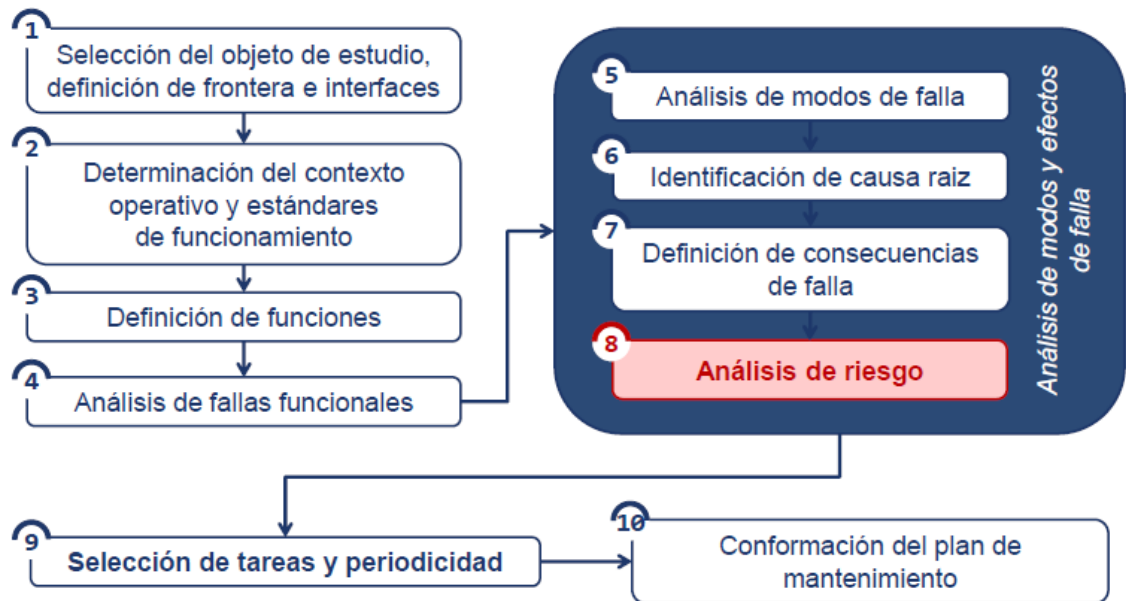 1
Selección del objeto de estudio,
definición de frontera e interfaces
2
Determinación del contexto
operativo y estándares
de funcionamiento
3
Definición de funciones
4
Análisis de fallas funcionales
5
Análisis de modos de falla
6
Identificación de causa raiz
7
Definición de consecuencias
de falla
8
Análisis de riesgo
Análisis de modos y efectos
de falla
9
Selección de tareas y periodicidad
10
Conformación del plan de
mantenimiento